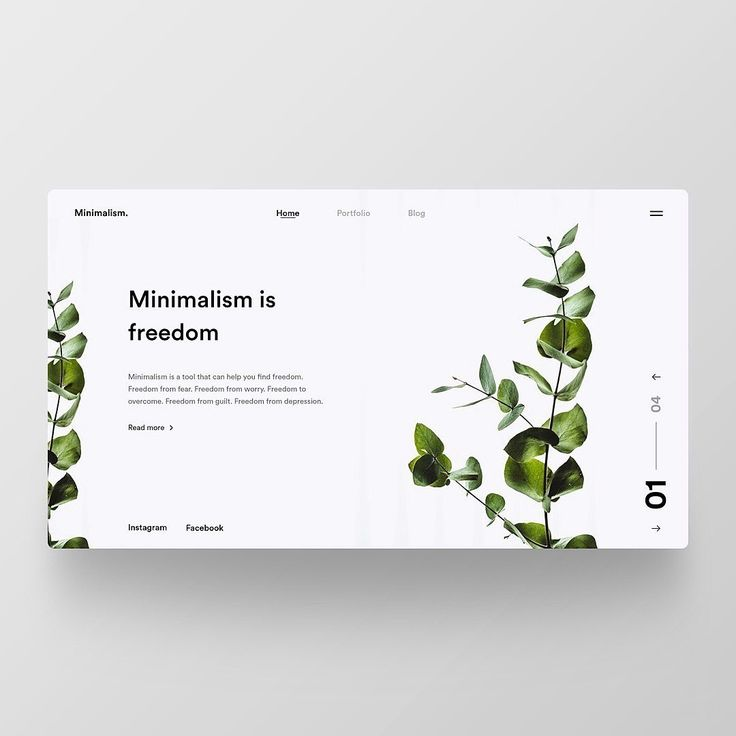 Minimalism.
Home
Portfolio
Blog
Minimalism is
freedom
Minimalism is a tool that can help you find freedom.
Freedom from fear. Freedom from worry. Freedom to
overcome. Freedom from guilt. Freedom from depression.
Read more
Instagram
Facebook
04
01